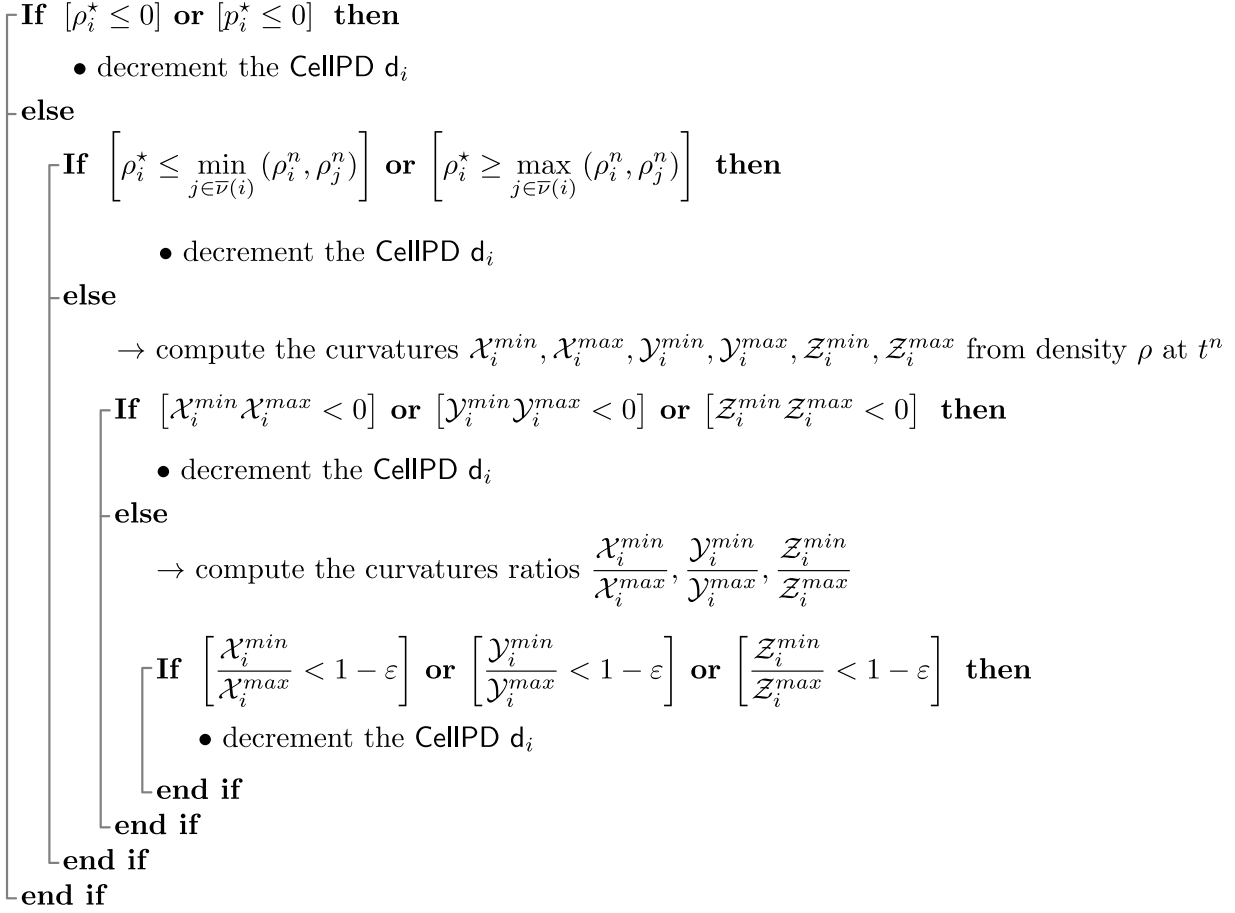 If [ρ_i^⋆ ≤ 0] or [p_i^⋆ ≤ 0] then
• decrement the CellPD d_i
else
If [ρ_i^⋆ ≤ min_{j∈ν̅(i)} (ρ_i^n, ρ_j^n)] or [ρ_i^⋆ ≥ max_{j∈ν̅(i)} (ρ_i^n, ρ_j^n)] then
• decrement the CellPD d_i
else
→ compute the curvatures 𝒳_i^{min}, 𝒳_i^{max}, 𝒴_i^{min}, 𝒴_i^{max}, 𝒵_i^{min}, 𝒵_i^{max} from density ρ at t^n
If [𝒳_i^{min} 𝒳_i^{max} < 0] or [𝒴_i^{min} 𝒴_i^{max} < 0] or [𝒵_i^{min} 𝒵_i^{max} < 0] then
• decrement the CellPD d_i
else
→ compute the curvatures ratios 𝒳_i^{min}/𝒳_i^{max}, 𝒴_i^{min}/𝒴_i^{max}, 𝒵_i^{min}/𝒵_i^{max}
If [𝒳_i^{min}/𝒳_i^{max} < 1 − ε] or [𝒴_i^{min}/𝒴_i^{max} < 1 − ε] or [𝒵_i^{min}/𝒵_i^{max} < 1 − ε] then
• decrement the CellPD d_i
end if
end if
end if
end if